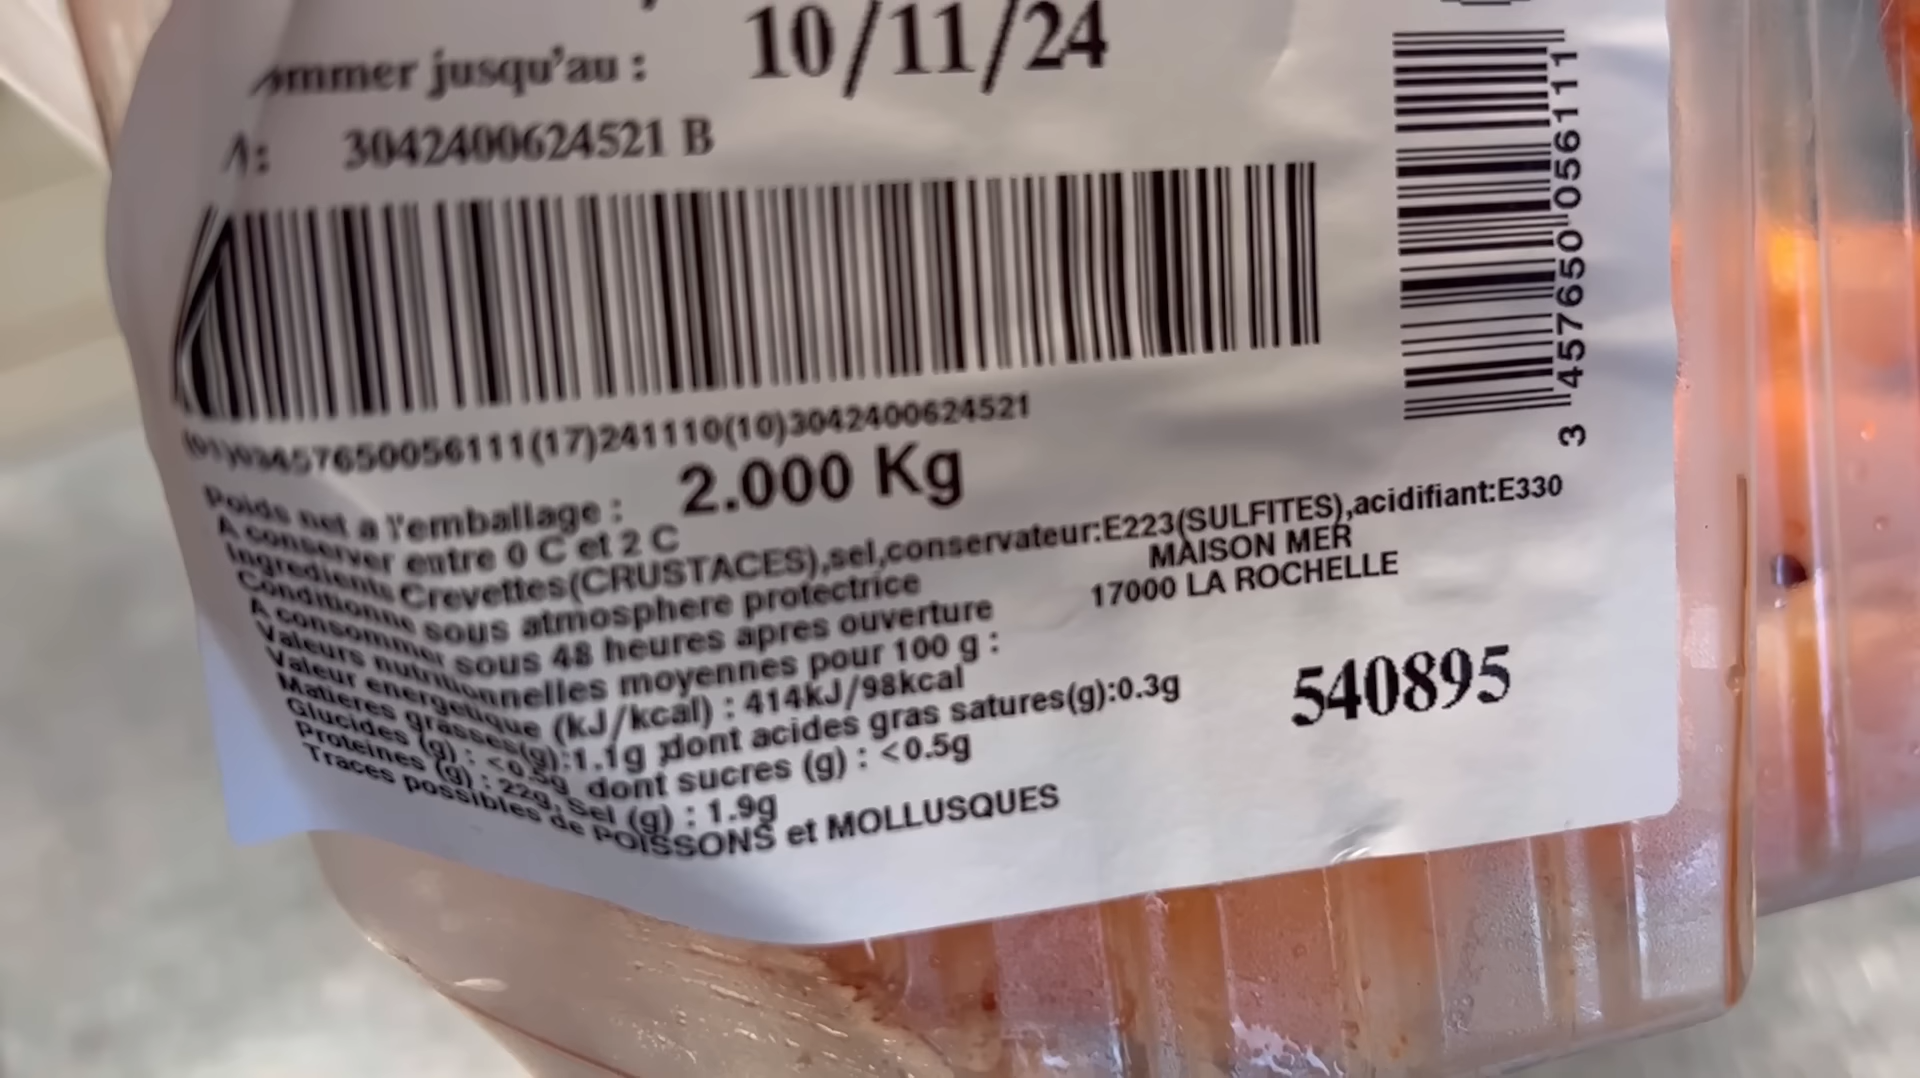 mmer jusqu'au : 10/11/24
3042400624521 B
3 457650 056111
(01)03457650056111(17)241110(10)3042400624521
Poids net a l'emballage : 2.000 Kg
A conserver entre 0 C et 2 C
Ingredients Crevettes(CRUSTACES),sel,conservateur:E223(SULFITES),acidifiant:E330
Conditionne sous atmosphere protectrice
MAISON MER
A consommer sous 48 heures apres ouverture
17000 LA ROCHELLE
Valeurs nutritionnelles moyennes pour 100 g :
Valeur energetique (kJ/kcal) : 414kJ/98kcal
Matieres grasses(g):1.1g dont acides gras satures(g):0.3g
540895
Glucides (g) : <0.5g dont sucres (g) : <0.5g
Proteines (g) : 22g, Sel (g) : 1.9g
Traces possibles de POISSONS et MOLLUSQUES